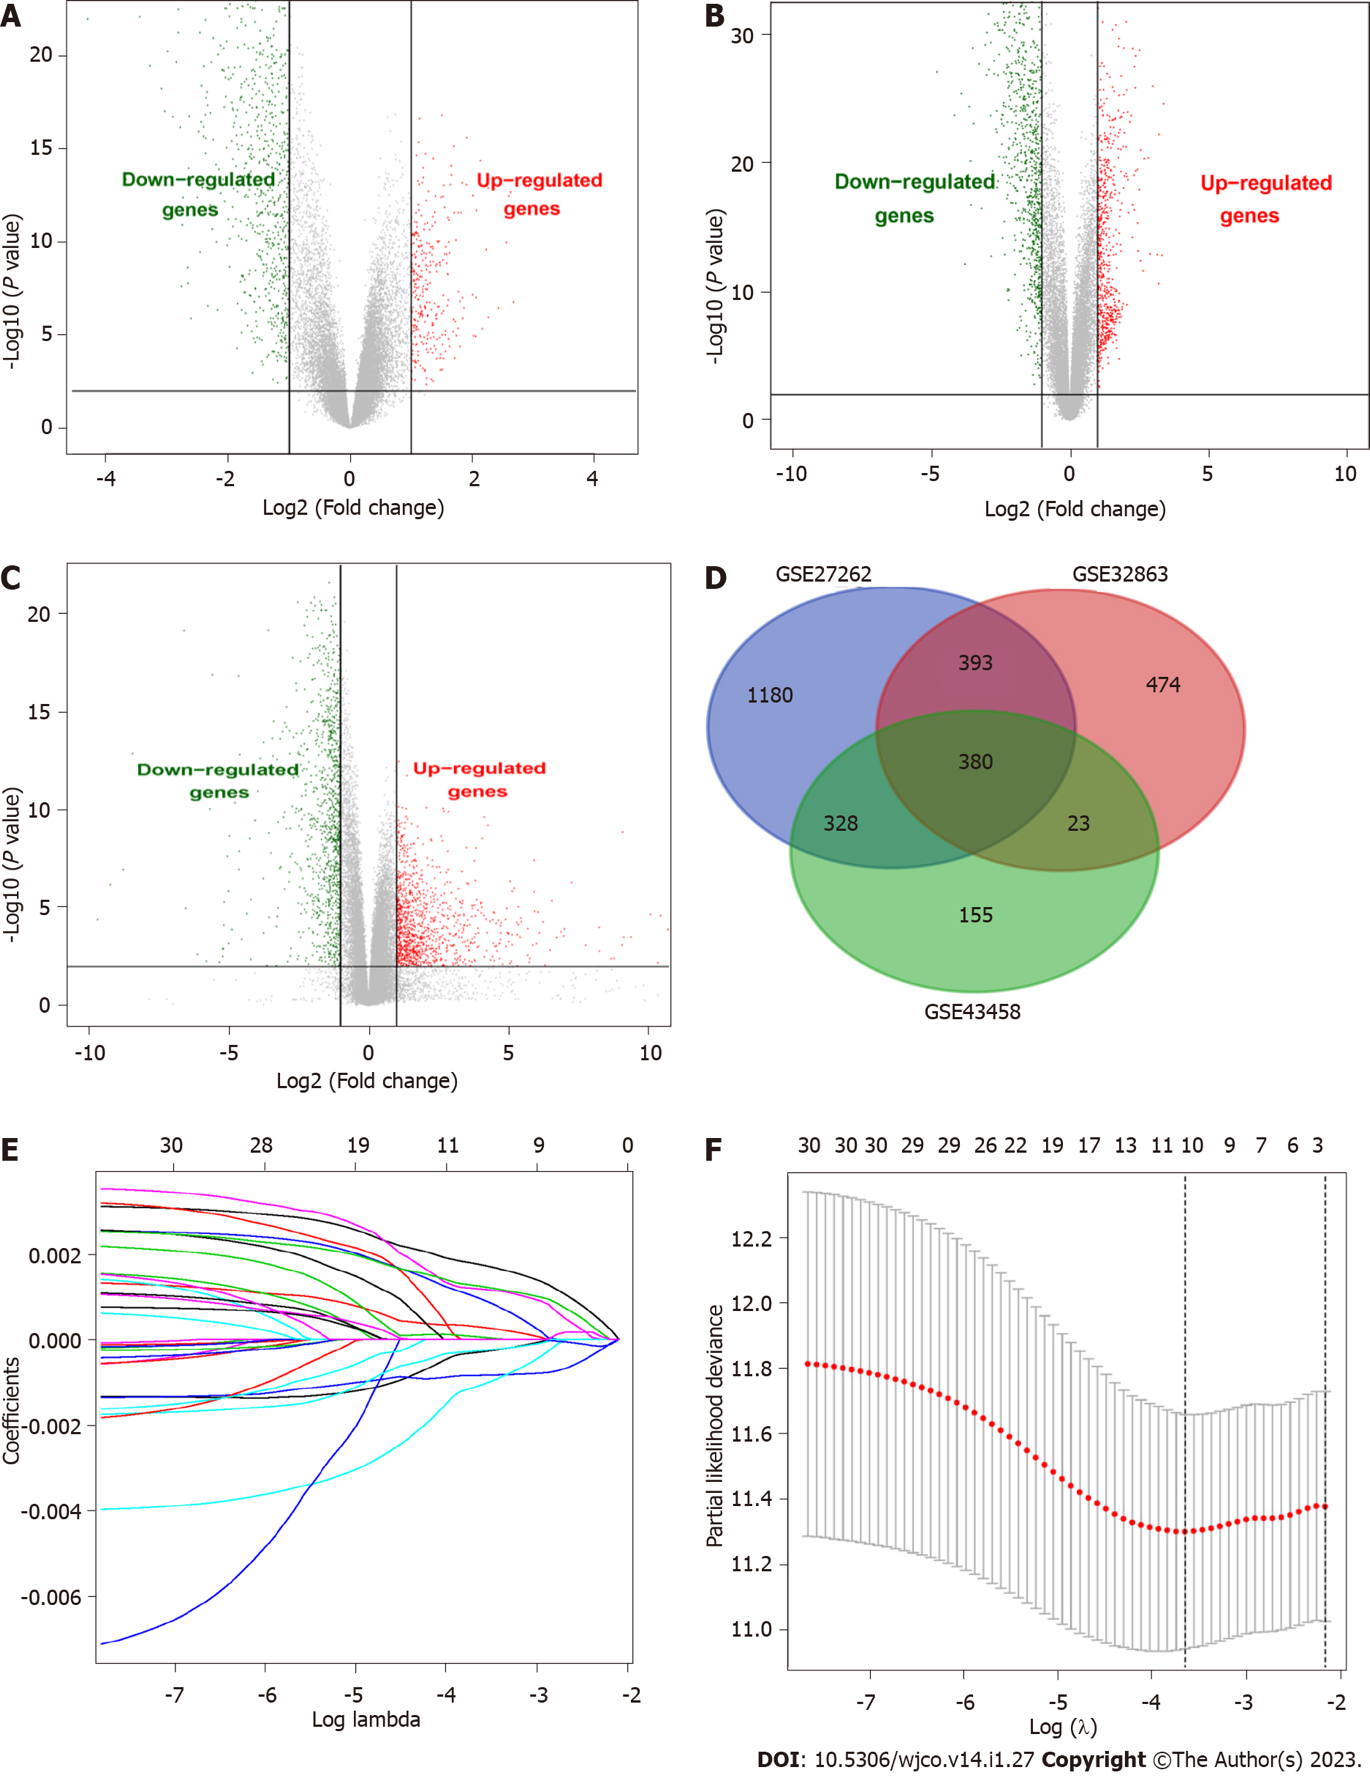 A
20
15
10
5
0
-Log10 (P value)
Down-regulated
genes
Up-regulated
genes
-4
-2
0
2
4
Log2 (Fold change)
B
30
20
10
0
-Log10 (P value)
Down-regulated
genes
Up-regulated
genes
-10
-5
0
5
10
Log2 (Fold change)
C
20
15
10
5
0
-Log10 (P value)
Down-regulated
genes
Up-regulated
genes
-10
-5
0
5
10
Log2 (Fold change)
D
GSE27262
GSE32863
393
1180
474
380
328
23
155
GSE43458
E
30
28
19
11
9
0
0.002
0.000
-0.002
-0.004
-0.006
Coefficients
-7
-6
-5
-4
-3
-2
Log lambda
F
30 30 30 29 29 26 22 19 17 13 11 10 9 7 6 3
12.2
12.0
11.8
11.6
11.4
11.2
11.0
Partial likelihood deviance
-7
-6
-5
-4
-3
-2
Log (λ)
DOI: 10.5306/wjco.v14.i1.27 Copyright ©The Author(s) 2023.